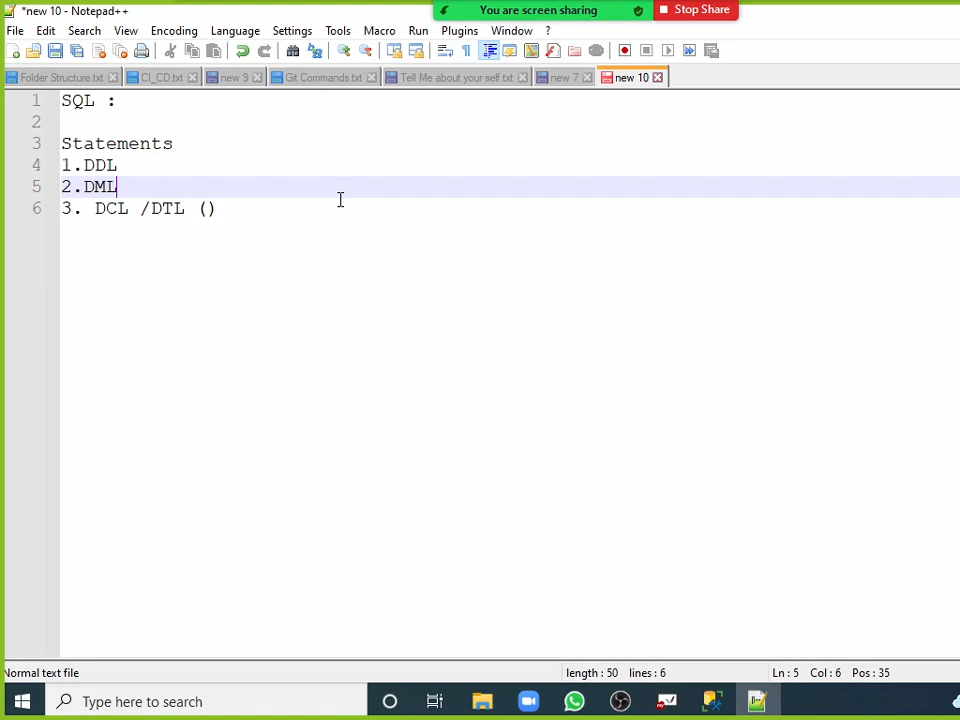 *new 10 - Notepad++
You are screen sharing
Stop Share
File Edit Search View Encoding Language Settings Tools Macro Run Plugins Window ?
Folder Structure.txt CI_CD.txt new 9 Git Commands.txt Tell Me about your self.txt new 7 new 10
1 SQL :
2
3 Statements
4 1.DDL
5 2.DML
6 3. DCL /DTL ()
Normal text file length : 50 lines : 6 Ln : 5 Col : 6 Pos : 35
Type here to search